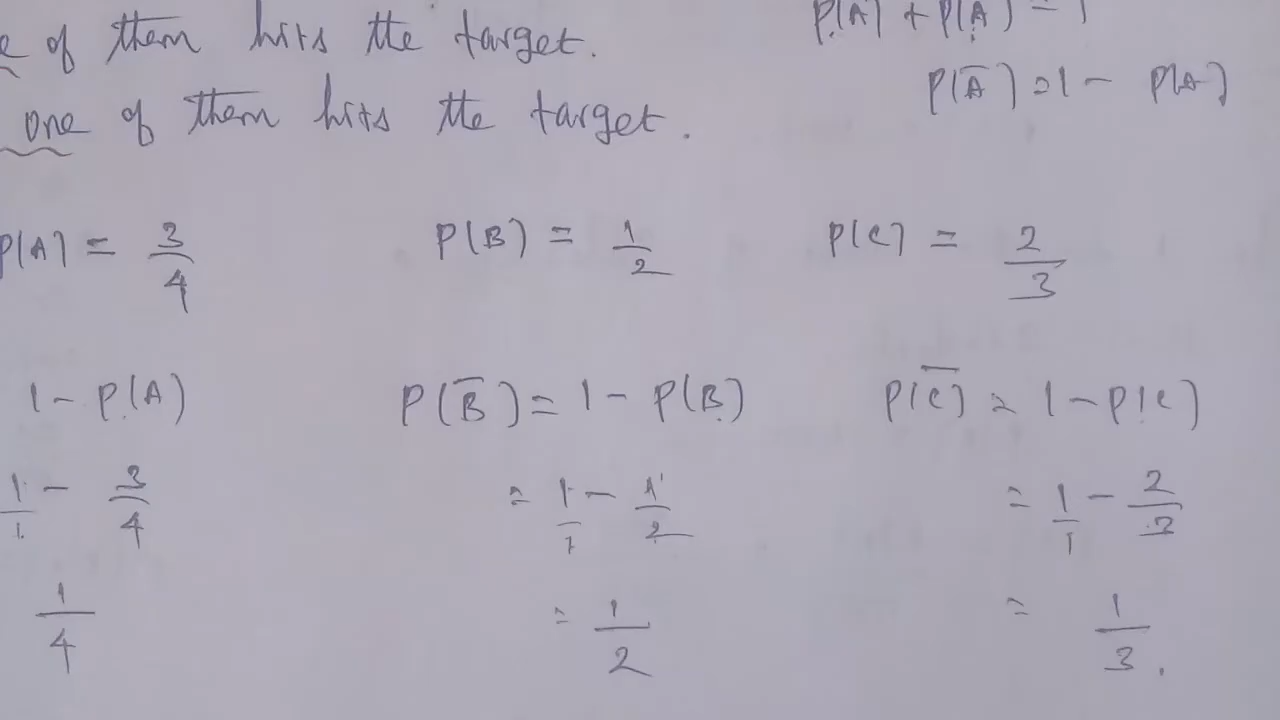 of them hits the target.
P(A) + P(A̅) = 1
P(A̅) = 1 - P(A)
one of them hits the target.
P(A) = 3/4 P(B) = 1/2 P(C) = 2/3
1 - P(A) P(B̅) = 1 - P(B) P(C̅) = 1 - P(C)
1/1 - 3/4 = 1/1 - 1/2 = 1/1 - 2/3
1/4 = 1/2 = 1/3.